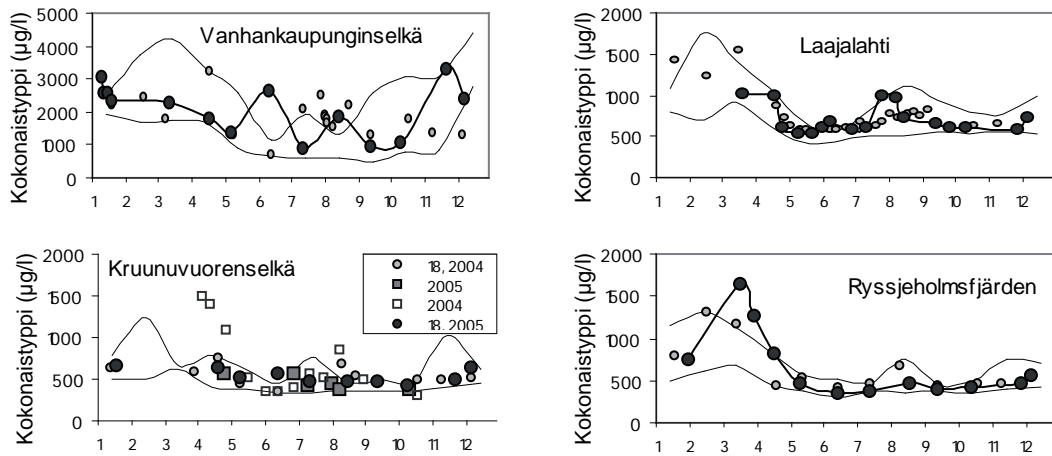 Vanhankaupunginselkä
Kokonaistyppi (µg/l)
5000
4000
3000
2000
1000
0
1 2 3 4 5 6 7 8 9 10 11 12
Laajalahti
Kokonaistyppi (µg/l)
2000
1500
1000
500
0
1 2 3 4 5 6 7 8 9 10 11 12
Kruunuvuorenselkä
Kokonaistyppi (µg/l)
2000
1500
1000
500
0
18, 2004
2005
2004
18, 2005
1 2 3 4 5 6 7 8 9 10 11 12
Ryssjeholmsfjärden
Kokonaistyppi (µg/l)
2000
1500
1000
500
0
1 2 3 4 5 6 7 8 9 10 11 12